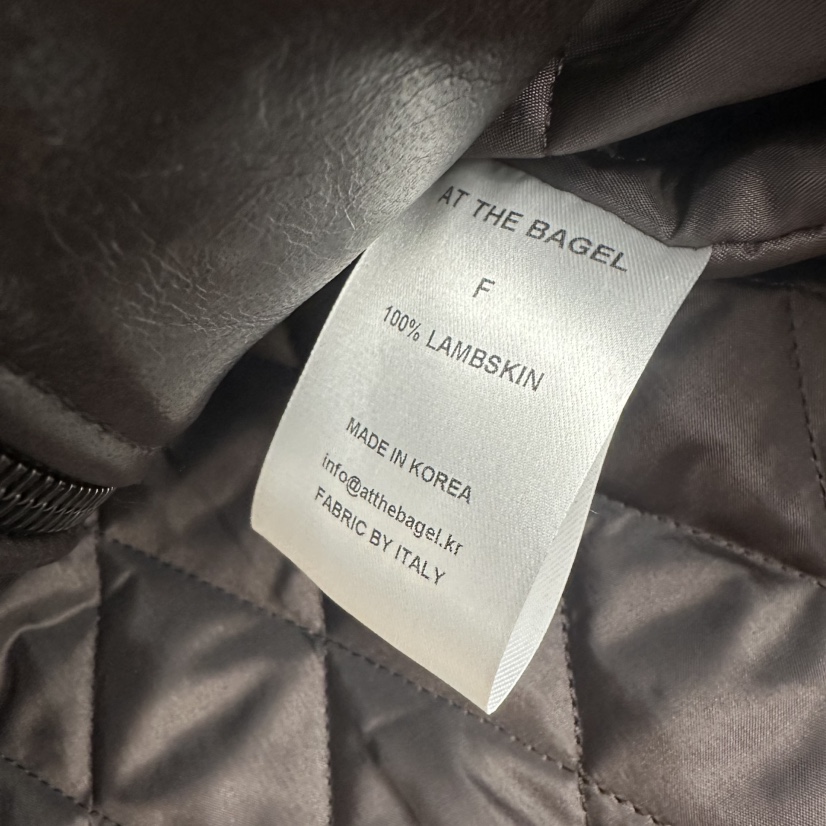 AT THE BAGEL
F
100% LAMBSKIN
MADE IN KOREA
info@atthebagel.kr
FABRIC BY ITALY